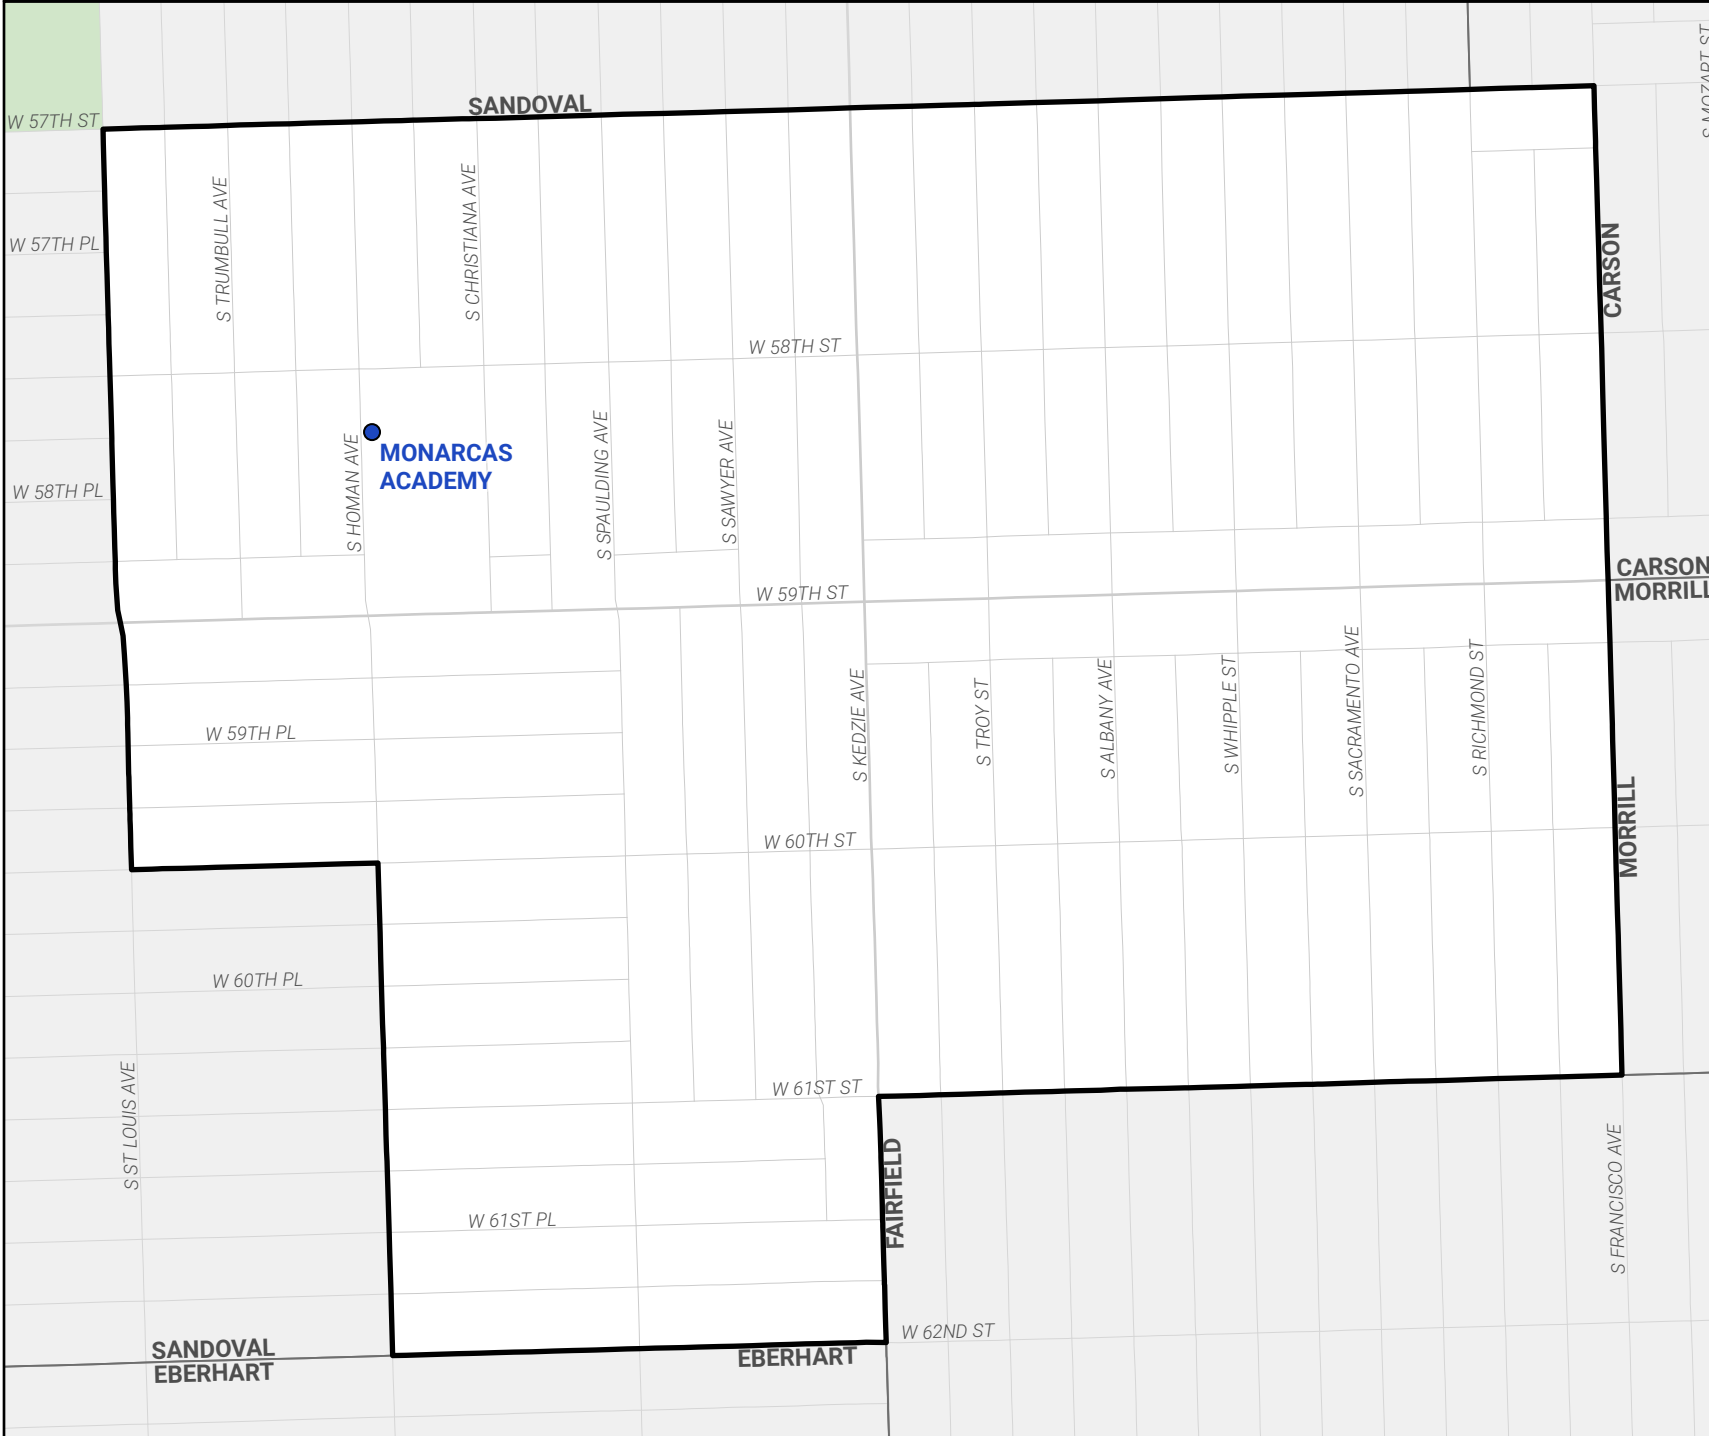 S MOZART ST
SANDOVAL
W 57TH ST
S TRUMBULL AVE
S CHRISTIANA AVE
W 57TH PL
CARSON
W 58TH ST
S HOMAN AVE
MONARCAS
ACADEMY
S SPAULDING AVE
S SAWYER AVE
W 58TH PL
CARSON
MORRILL
W 59TH ST
S KEDZIE AVE
S TROY ST
S ALBANY AVE
S WHIPPLE ST
S SACRAMENTO AVE
S RICHMOND ST
W 59TH PL
MORRILL
W 60TH ST
W 60TH PL
S ST LOUIS AVE
W 61ST ST
FAIRFIELD
S FRANCISCO AVE
W 61ST PL
W 62ND ST
SANDOVAL
EBERHART
EBERHART